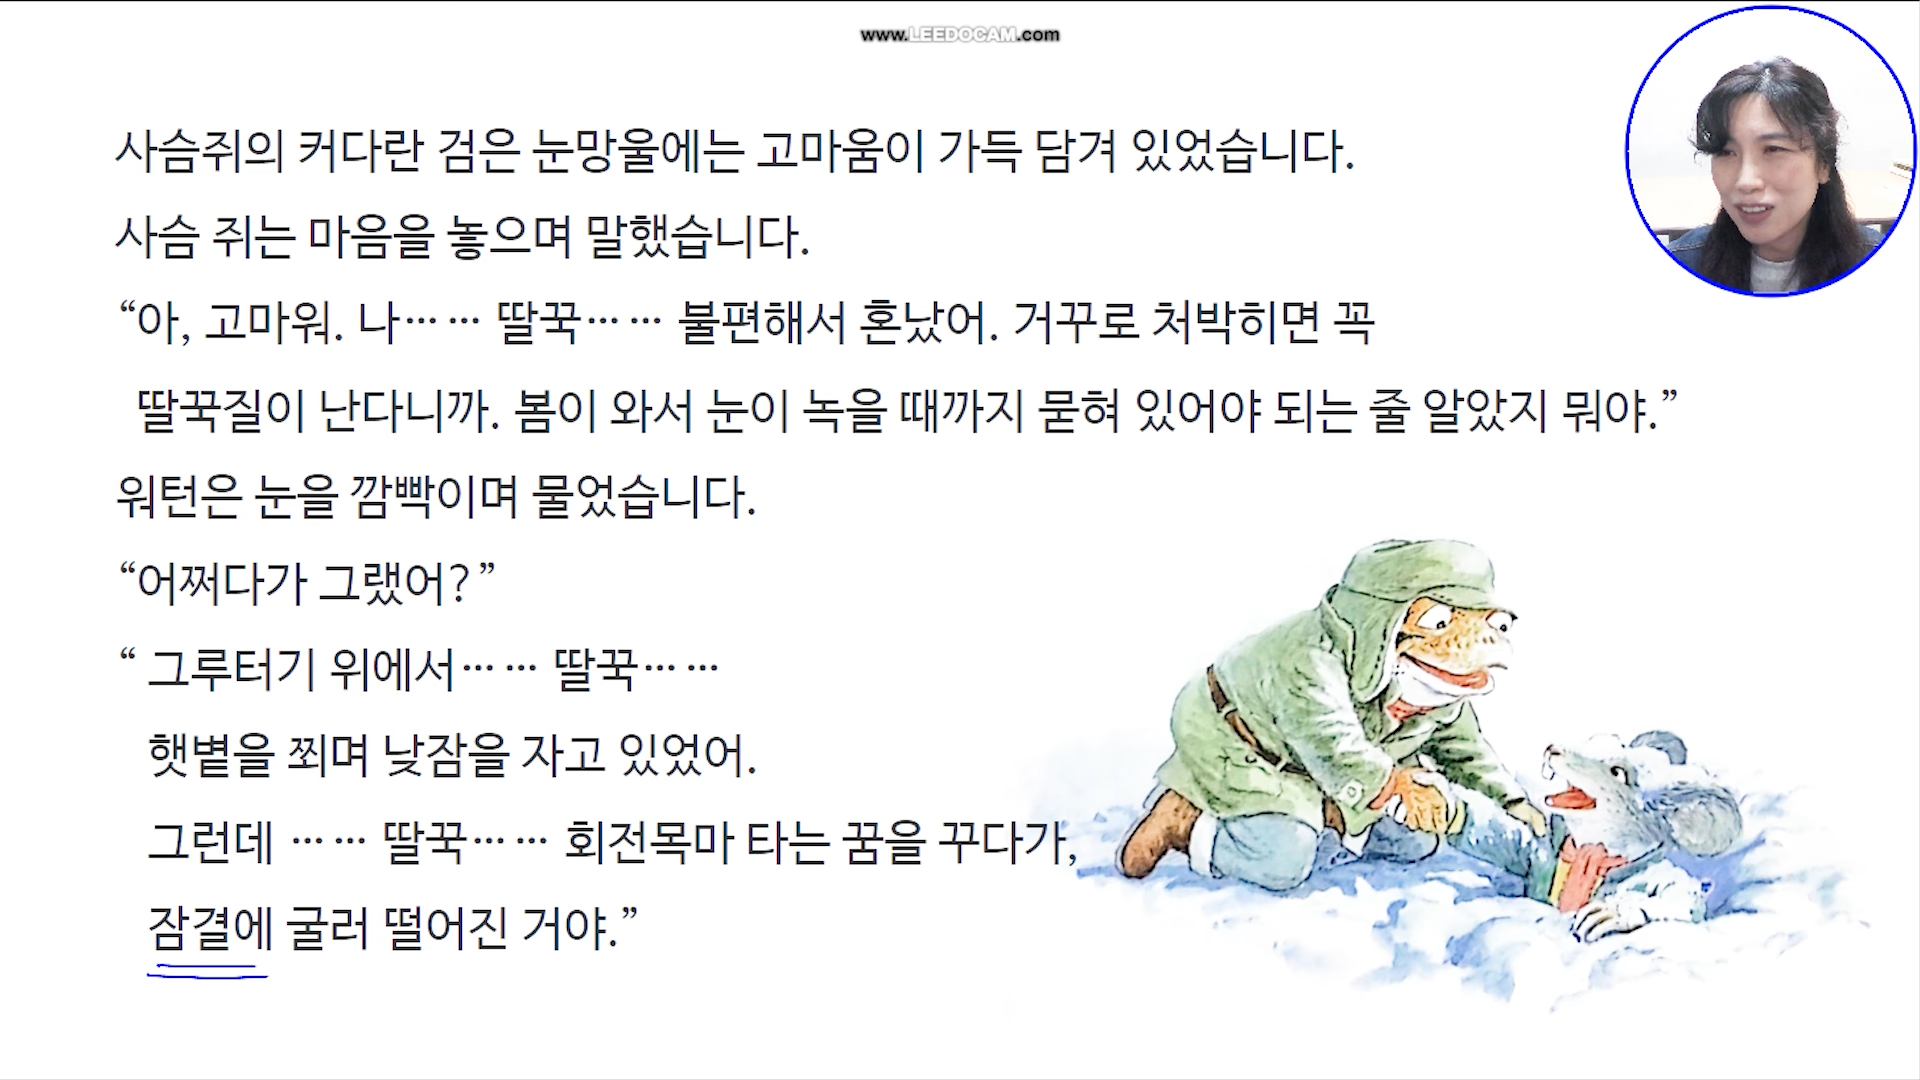 www.LEEDOCAM.com
사슴쥐의 커다란 검은 눈망울에는 고마움이 가득 담겨 있었습니다.
사슴 쥐는 마음을 놓으며 말했습니다.
“아, 고마워. 나…… 딸꾹…… 불편해서 혼났어. 거꾸로 처박히면 꼭
딸꾹질이 난다니까. 봄이 와서 눈이 녹을 때까지 묻혀 있어야 되는 줄 알았지 뭐야.”
워턴은 눈을 깜빡이며 물었습니다.
“어쩌다가 그랬어?”
“ 그루터기 위에서…… 딸꾹……
햇볕을 쬐며 낮잠을 자고 있었어.
그런데 …… 딸꾹…… 회전목마 타는 꿈을 꾸다가,
잠결에 굴러 떨어진 거야.”